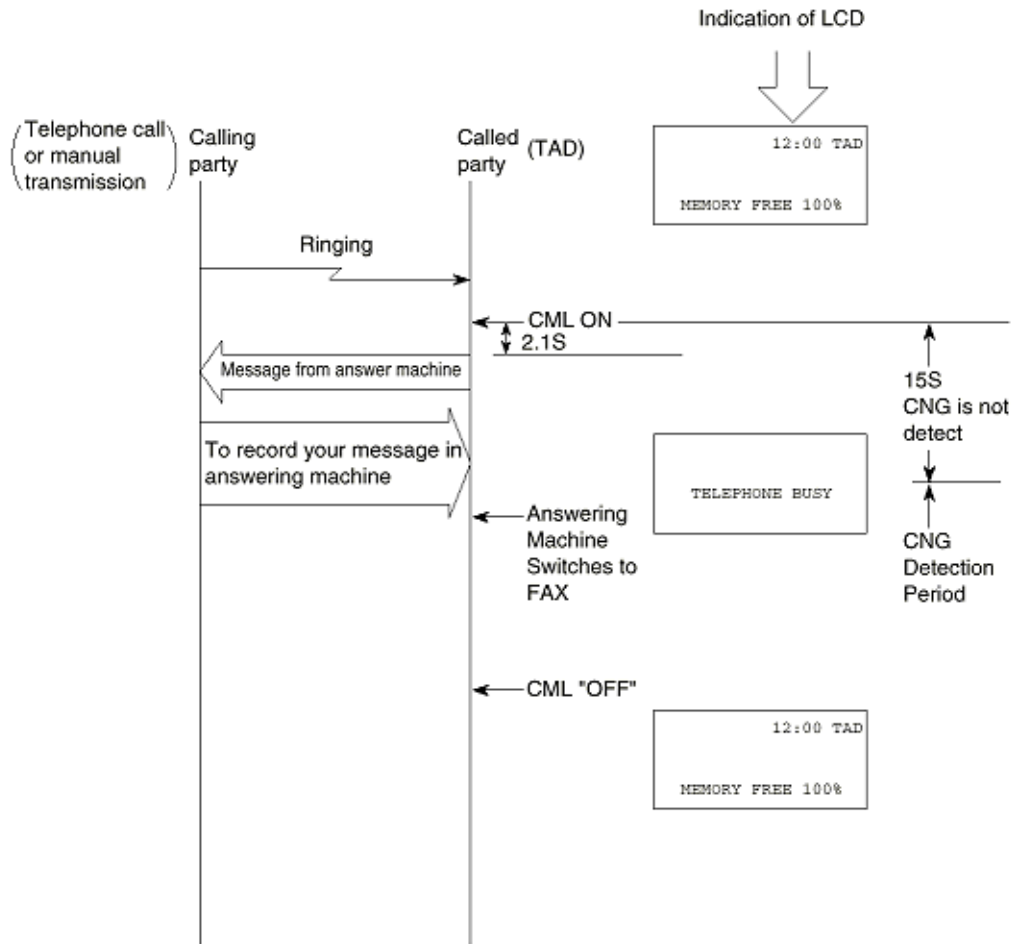 Indication of LCD
(Telephone call
or manual
transmission)
Calling
party
Called
party
(TAD)
12:00 TAD
MEMORY FREE 100%
Ringing
CML ON
2.1S
Message from answer machine
15S
CNG is not
detect
To record your message in
answering machine
TELEPHONE BUSY
Answering
Machine
Switches to
FAX
CNG
Detection
Period
CML "OFF"
12:00 TAD
MEMORY FREE 100%